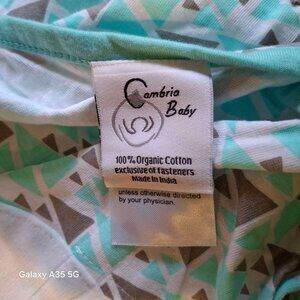 Cambria
Baby
100% Organic Cotton
exclusive of fasteners
Made in India
unless otherwise directed
by your physician.
Galaxy A35 5G